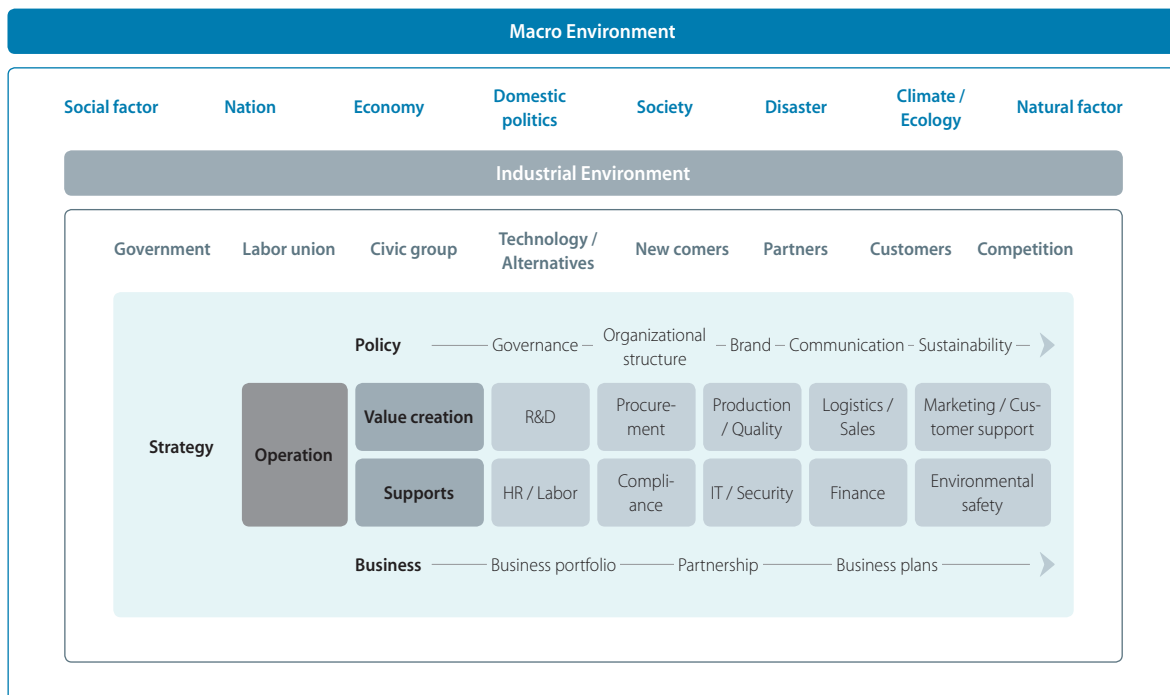 Macro Environment
Social factor
Nation
Economy
Domestic
politics
Society
Disaster
Climate /
Ecology
Natural factor
Industrial Environment
Government
Labor union
Civic group
Technology /
Alternatives
New comers
Partners
Customers
Competition
Strategy
Policy
Governance
Organizational
structure
Brand
Communication
Sustainability
Operation
Value creation
R&D
Procure-
ment
Production
/ Quality
Logistics /
Sales
Marketing / Cus-
tomer support
Supports
HR / Labor
Compli-
ance
IT / Security
Finance
Environmental
safety
Business
Business portfolio
Partnership
Business plans